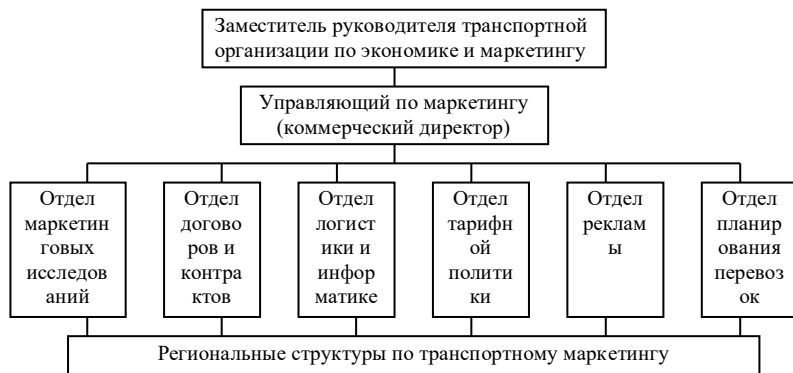 Заместитель руководителя транспортной
организации по экономике и маркетингу
Управляющий по маркетингу
(коммерческий директор)
Отдел
маркетин
говых
исследов
аний
Отдел
догово
ров и
контра
ктов
Отдел
логист
ики и
инфор
матике
Отдел
тарифно
й
полити
ки
Отдел
реклам
ы
Отдел
планир
ования
перевоз
ок
Региональные структуры по транспортному маркетингу